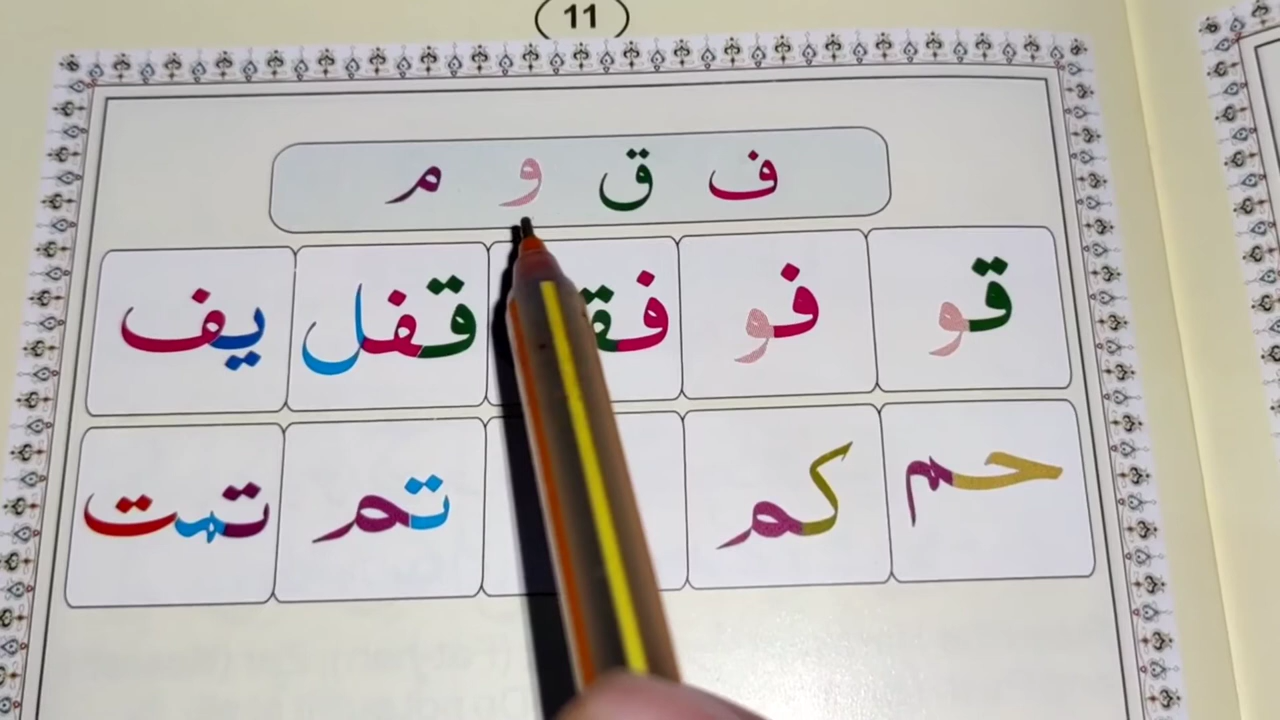 11
ف ق و م
قو فو قفل يف
حم كم تم تمت